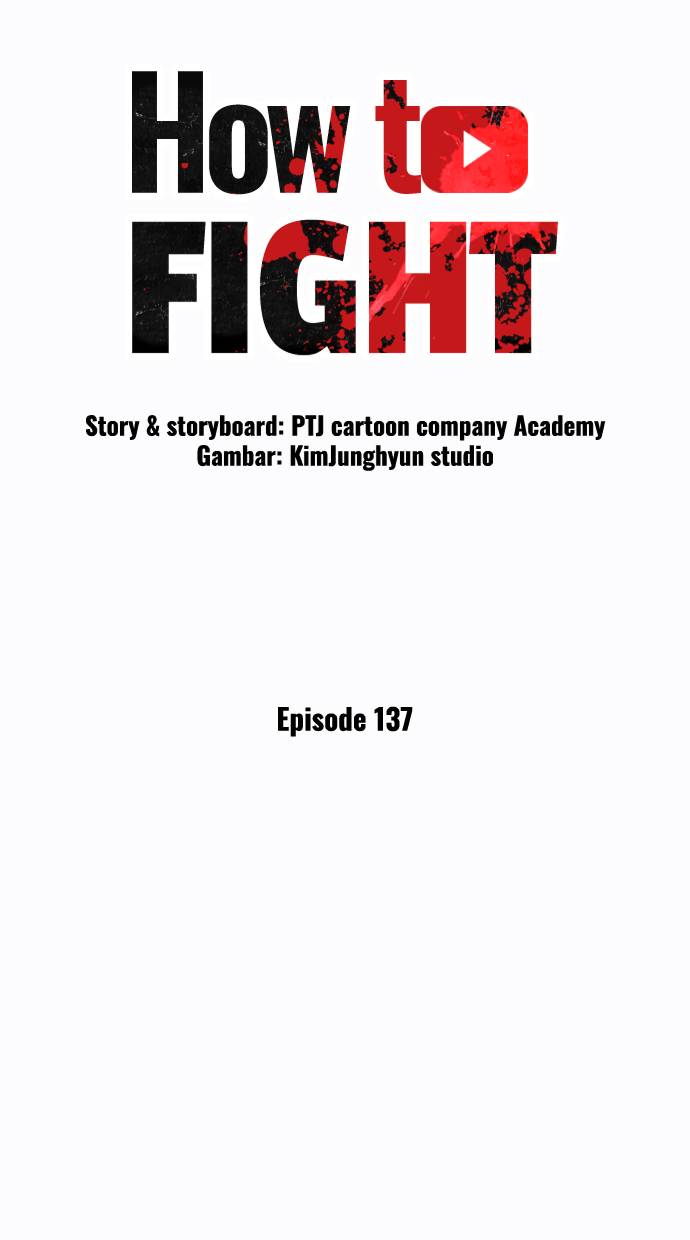 How to
FIGHT
Story & storyboard: PTJ cartoon company Academy
Gambar: KimJunghyun studio
Episode 137